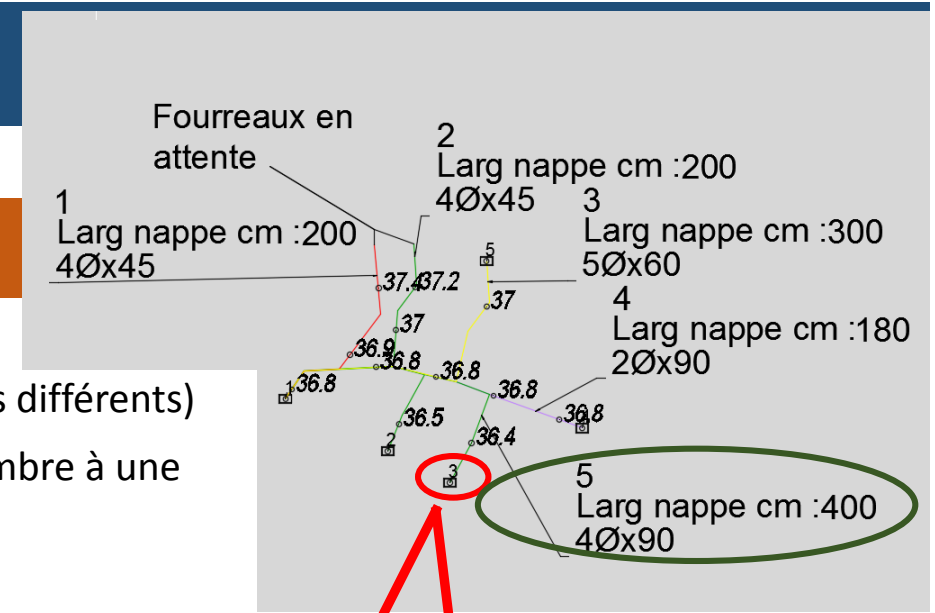 Fourreaux en
attente
2
Larg nappe cm :200
4Øx45
1
Larg nappe cm :200
4Øx45
3
Larg nappe cm :300
5Øx60
5
4
Larg nappe cm :180
2Øx90
37.4
37.2
37
37
36.9
36.8
36.8
36.8
36.8
36.8
1
36.5
36.4
2
3
s différents)
mbre à une
5
Larg nappe cm :400
4Øx90